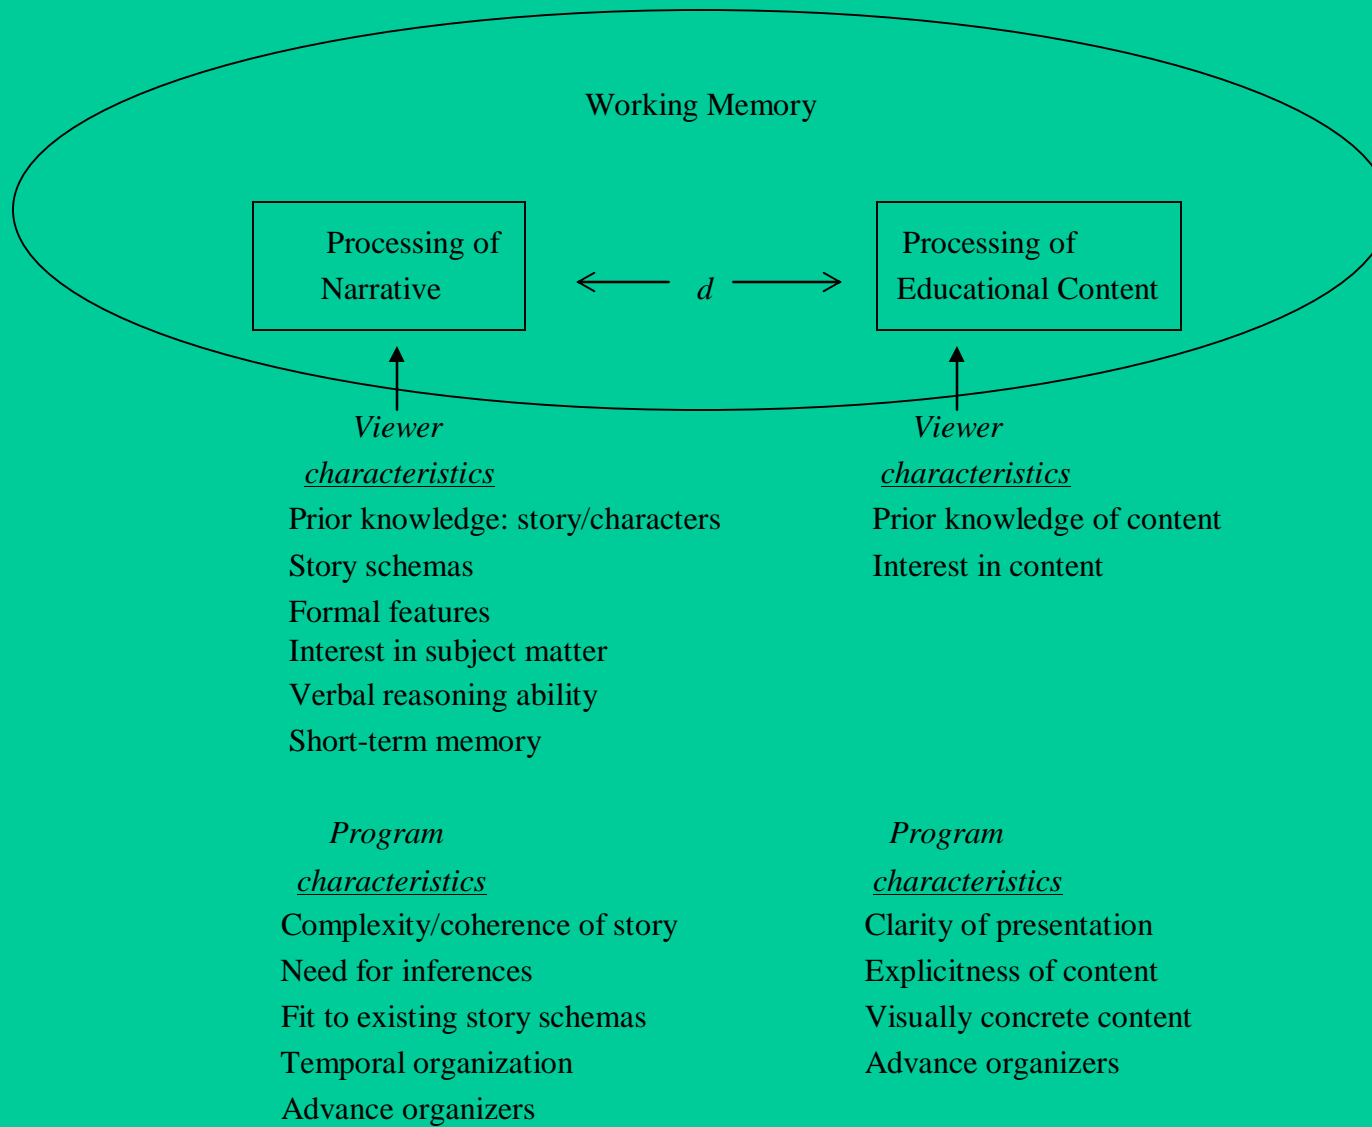 Working Memory
Processing of
Narrative
d
Processing of
Educational Content
Viewer
characteristics
Prior knowledge: story/characters
Story schemas
Formal features
Interest in subject matter
Verbal reasoning ability
Short-term memory
Program
characteristics
Complexity/coherence of story
Need for inferences
Fit to existing story schemas
Temporal organization
Advance organizers
Viewer
characteristics
Prior knowledge of content
Interest in content
Program
characteristics
Clarity of presentation
Explicitness of content
Visually concrete content
Advance organizers